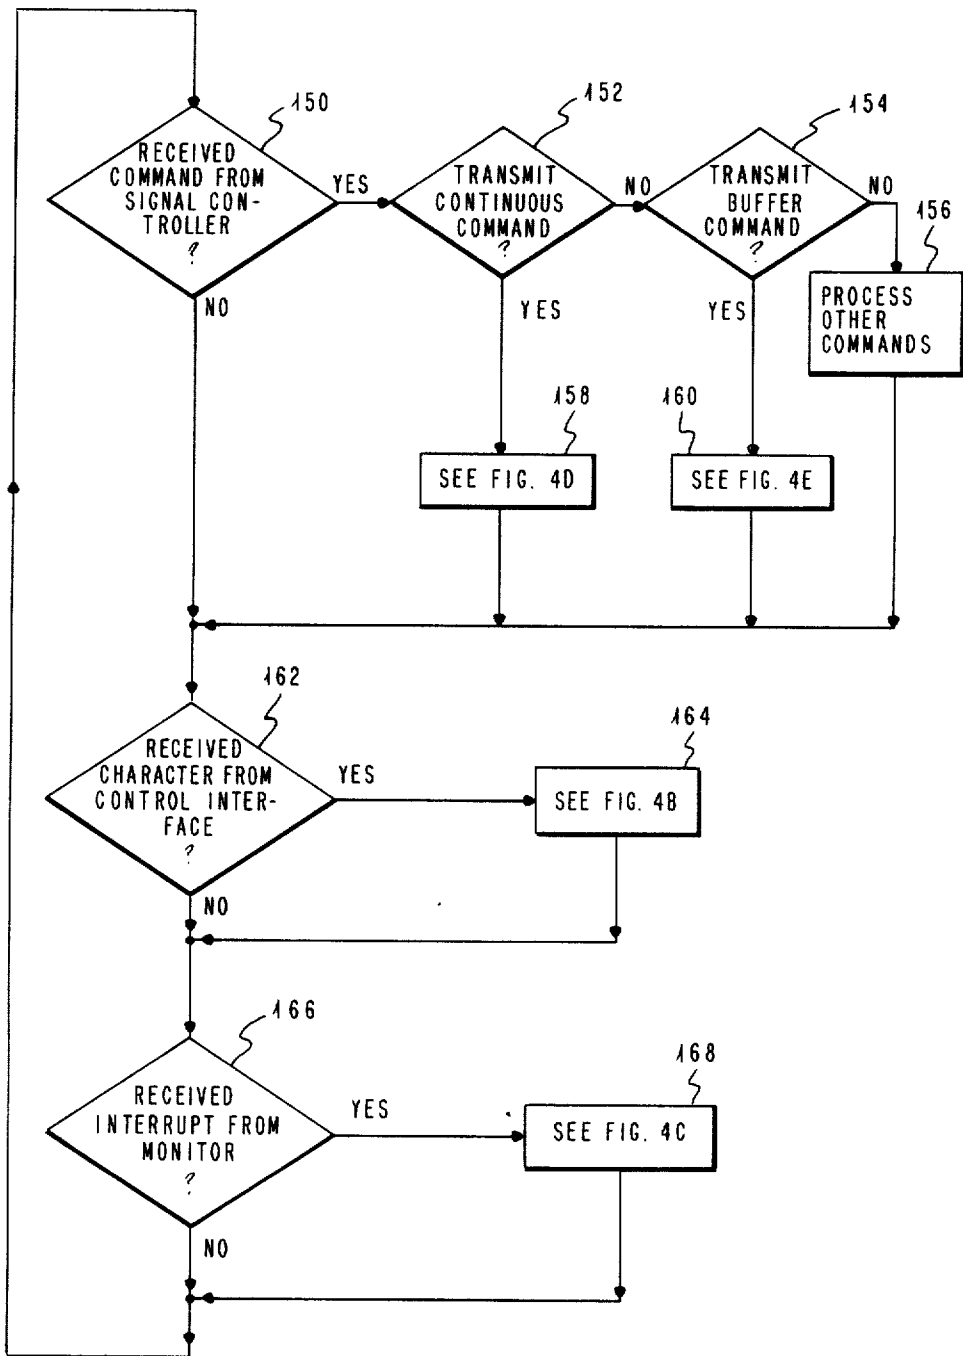 150
RECEIVED
COMMAND FROM
SIGNAL CON-
TROLLER
?
YES
NO
152
TRANSMIT
CONTINUOUS
COMMAND
?
NO
YES
154
TRANSMIT
BUFFER
COMMAND
?
NO
YES
156
PROCESS
OTHER
COMMANDS
158
SEE FIG. 4D
160
SEE FIG. 4E
162
RECEIVED
CHARACTER FROM
CONTROL INTER-
FACE
?
YES
NO
164
SEE FIG. 4B
166
RECEIVED
INTERRUPT FROM
MONITOR
?
YES
NO
168
SEE FIG. 4C